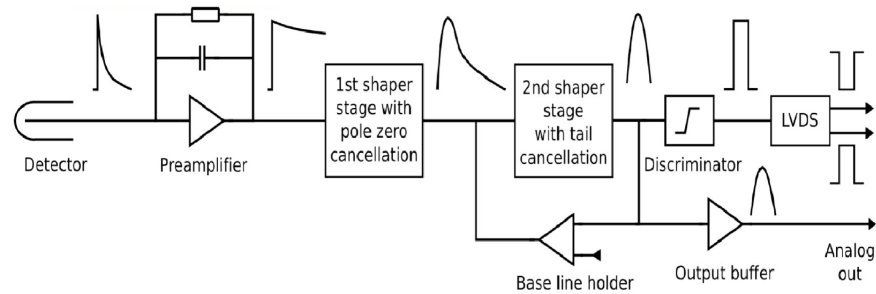 Detector
Preamplifier
1st shaper
stage with
pole zero
cancellation
2nd shaper
stage
with tail
cancellation
Discriminator
LVDS
Base line holder
Output buffer
Analog
out